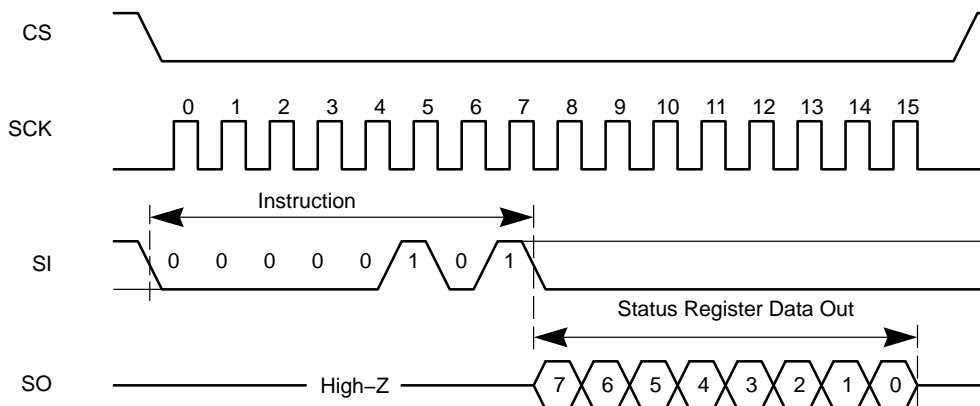 CS
0 1 2 3 4 5 6 7 8 9 10 11 12 13 14 15
SCK
Instruction
SI 0 0 0 0 0 1 0 1
Status Register Data Out
SO High–Z 7 6 5 4 3 2 1 0